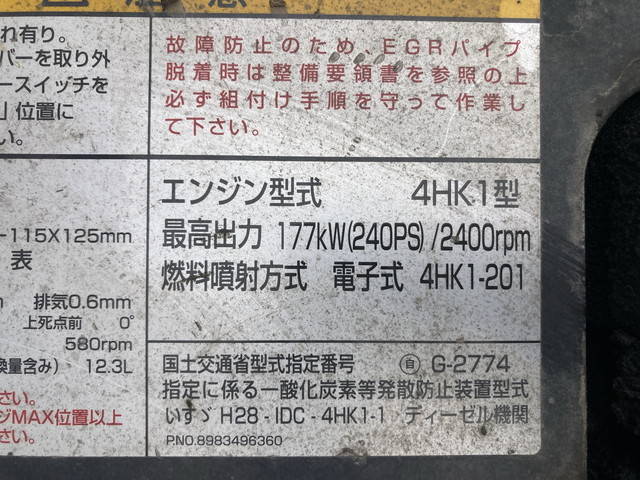 注意
れ有り。
バーを取り外
ースイッチを
」位置に
い。
故障防止のため、EGRパイプ
脱着時は整備要領書を参照の上
必ず組付け手順を守って作業し
て下さい。
エンジン型式 4HK1型
最高出力 177kW(240PS)/2400rpm
燃料噴射方式 電子式 4HK1-201
-115X125mm
表
m 排気0.6mm
上死点前 0°
580rpm
換量含み) 12.3L
さい。
ジMAX位置以上
さい。
国土交通省型式指定番号 ㊂ G-2774
指定に係る一酸化炭素等発散防止装置型式
いすゞ H28-IDC-4HK1-1 ディーゼル機関
P.NO.8983496360